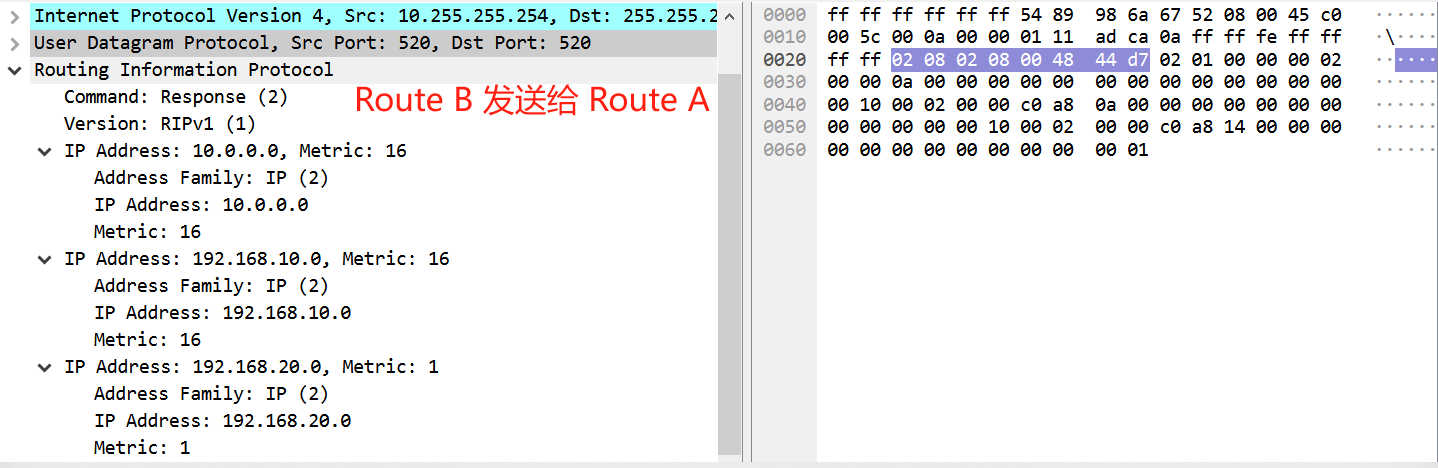 Internet Protocol Version 4, Src: 10.255.255.254, Dst: 255.255.2
User Datagram Protocol, Src Port: 520, Dst Port: 520
Routing Information Protocol
Command: Response (2)
Route B 发送给 Route A
Version: RIPv1 (1)
IP Address: 10.0.0.0, Metric: 16
Address Family: IP (2)
IP Address: 10.0.0.0
Metric: 16
IP Address: 192.168.10.0, Metric: 16
Address Family: IP (2)
IP Address: 192.168.10.0
Metric: 16
IP Address: 192.168.20.0, Metric: 1
Address Family: IP (2)
IP Address: 192.168.20.0
Metric: 1
0000 ff ff ff ff ff ff 54 89 98 6a 67 52 08 00 45 c0 ······
0010 00 5c 00 0a 00 00 01 11 ad ca 0a ff ff fe ff ff ·\····
0020 ff ff 02 08 02 08 00 48 44 d7 02 01 00 00 00 02 ······
0030 00 00 0a 00 00 00 00 00 00 00 00 00 00 00 00 00 ······
0040 00 10 00 02 00 00 c0 a8 0a 00 00 00 00 00 00 00 ······
0050 00 00 00 00 00 10 00 02 00 00 c0 a8 14 00 00 00 ······
0060 00 00 00 00 00 00 00 00 00 01 ······